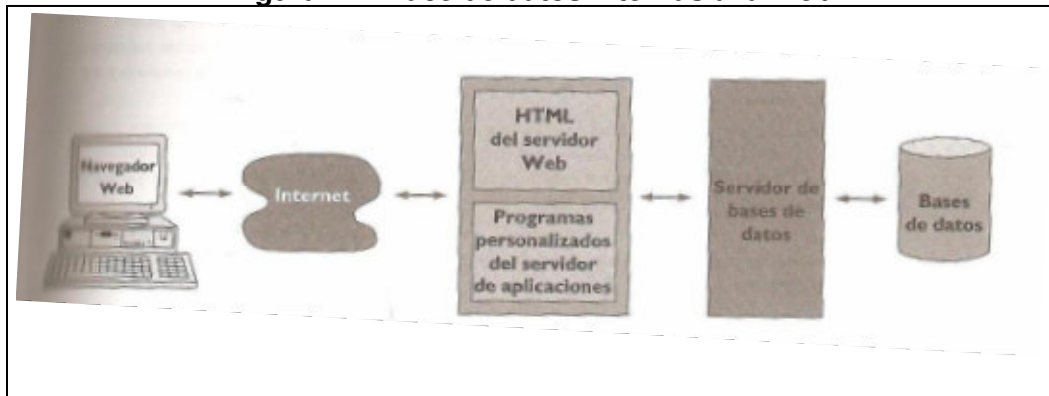 Navegador
Web
Internet
HTML
del servidor
Web
Programas
personalizados
del servidor
de aplicaciones
Servidor de
bases de
datos
Bases
de datos